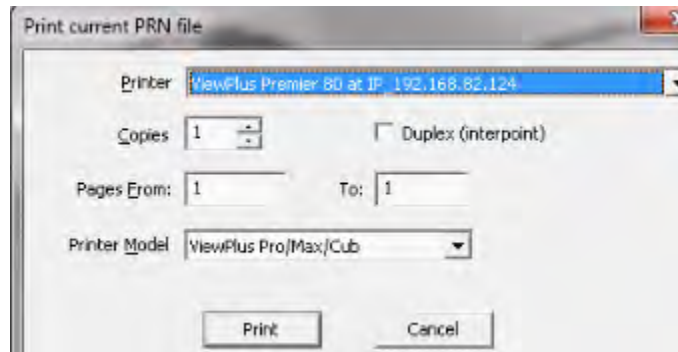 Print current PRN file
Printer ViewPlus Premier 80 at IP_192.168.82.124
Copies 1 Duplex (interpoint)
Pages From: 1 To: 1
Printer Model ViewPlus Pro/Max/Cub
Print Cancel